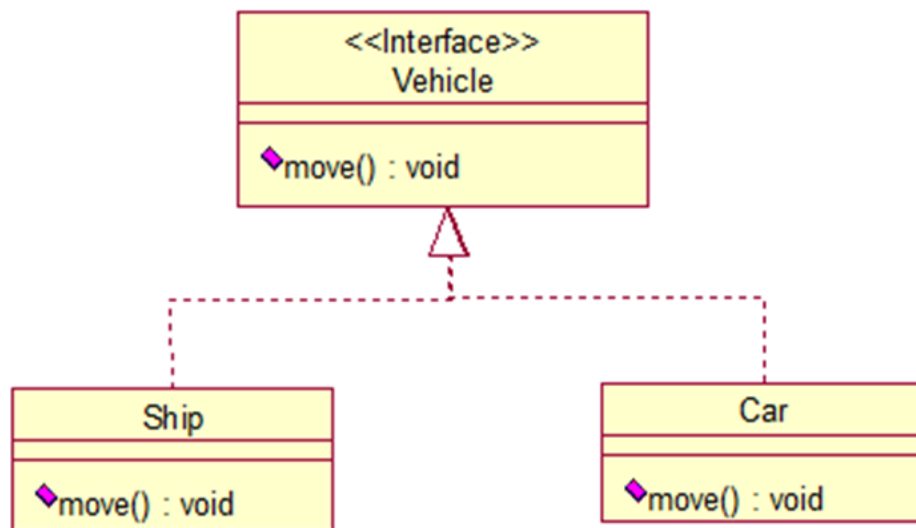 <<Interface>>
Vehicle
move() : void
Ship
move() : void
Car
move() : void